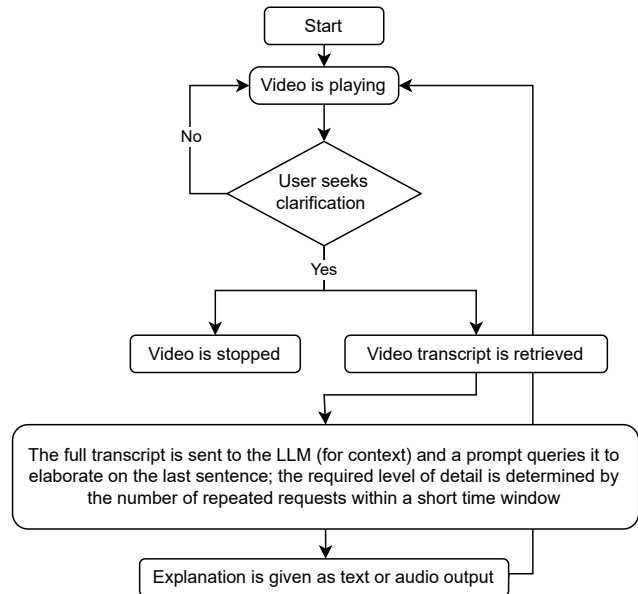 Start
Video is playing
No
User seeks
clarification
Yes
Video is stopped
Video transcript is retrieved
The full transcript is sent to the LLM (for context) and a prompt queries it to
elaborate on the last sentence; the required level of detail is determined by
the number of repeated requests within a short time window
Explanation is given as text or audio output